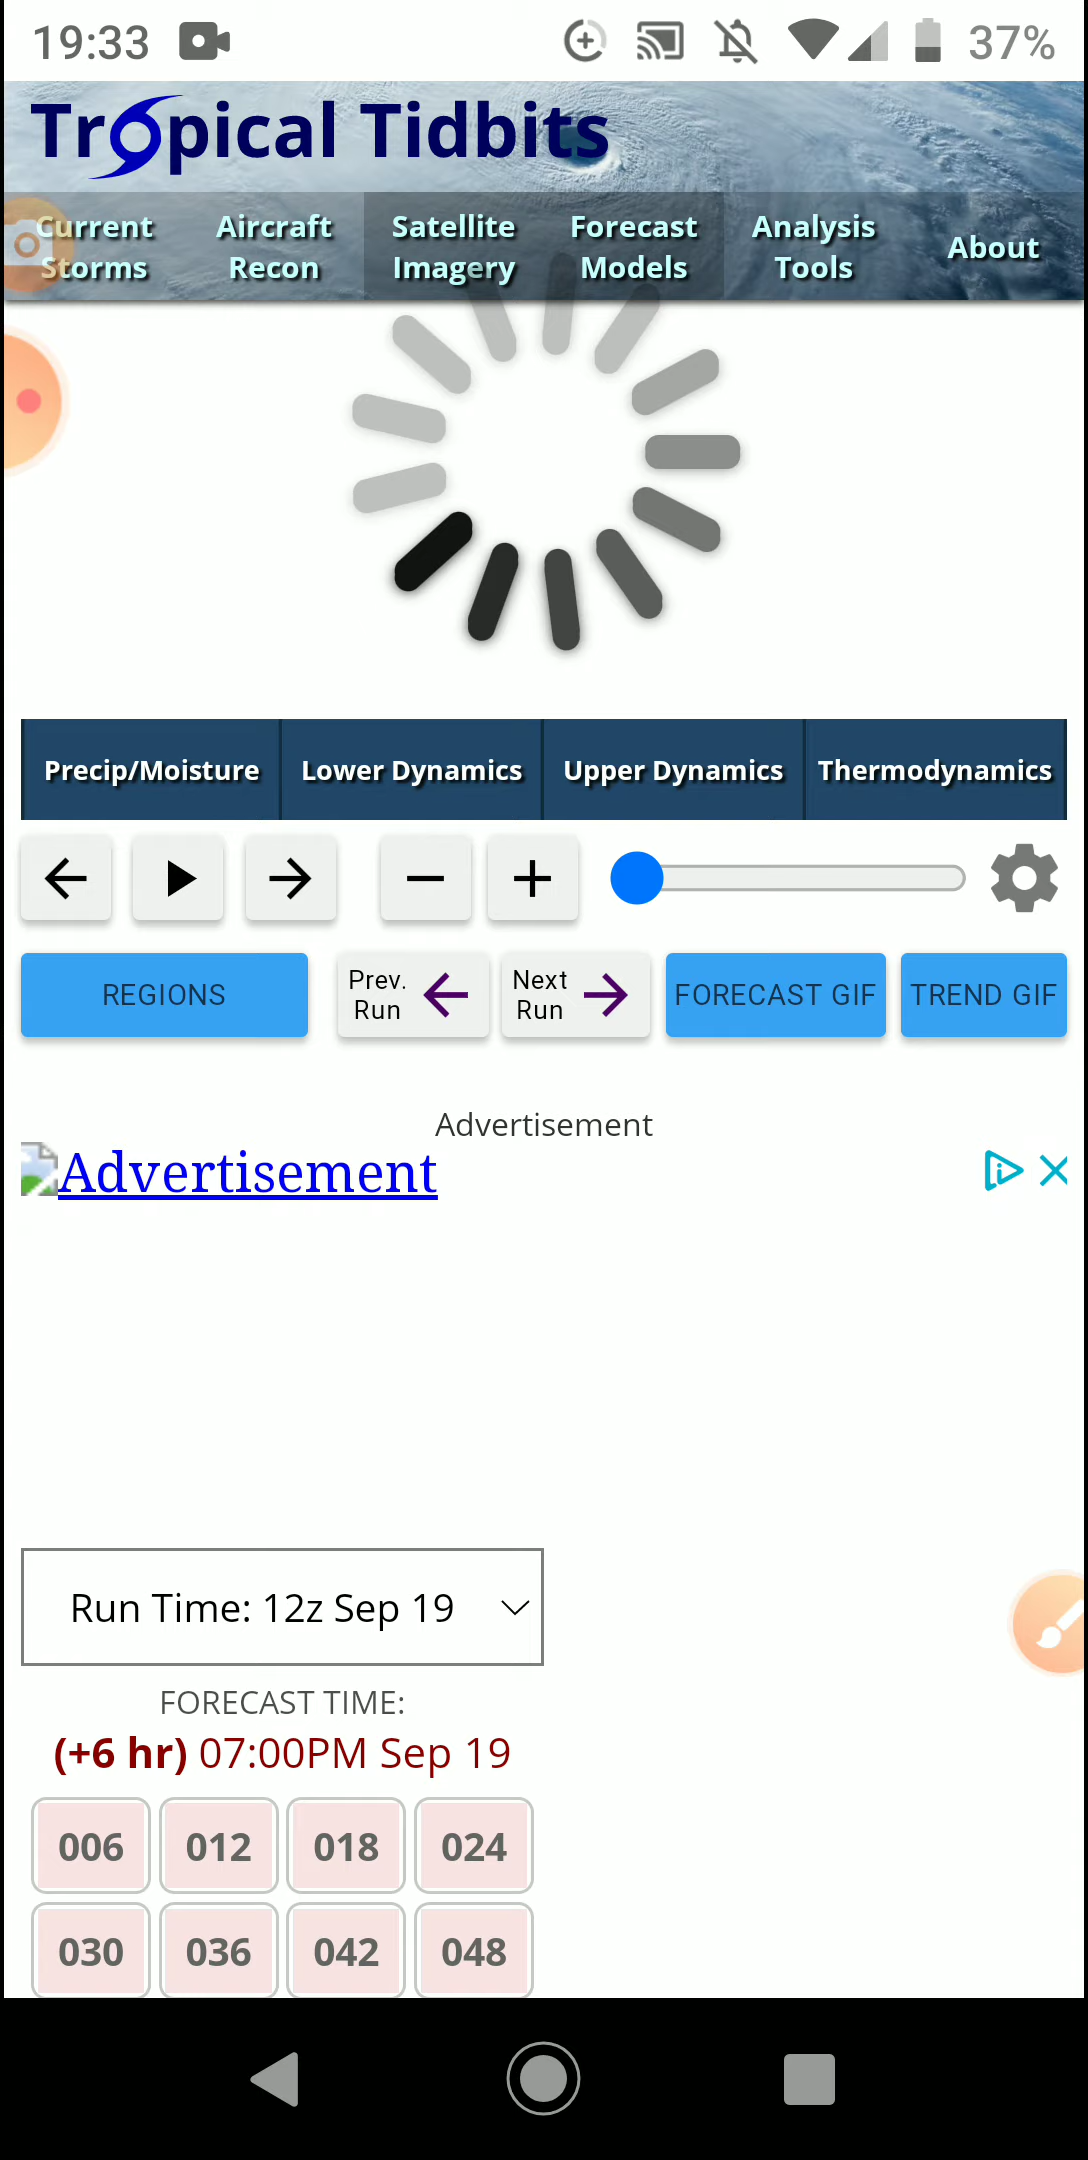 19:33
37%
Tropical Tidbits
Current Storms
Aircraft Recon
Satellite Imagery
Forecast Models
Analysis Tools
About
Precip/Moisture
Lower Dynamics
Upper Dynamics
Thermodynamics
REGIONS
Prev. Run
Next Run
FORECAST GIF
TREND GIF
Advertisement
Advertisement
Run Time: 12z Sep 19
FORECAST TIME:
(+6 hr) 07:00PM Sep 19
006 012 018 024
030 036 042 048